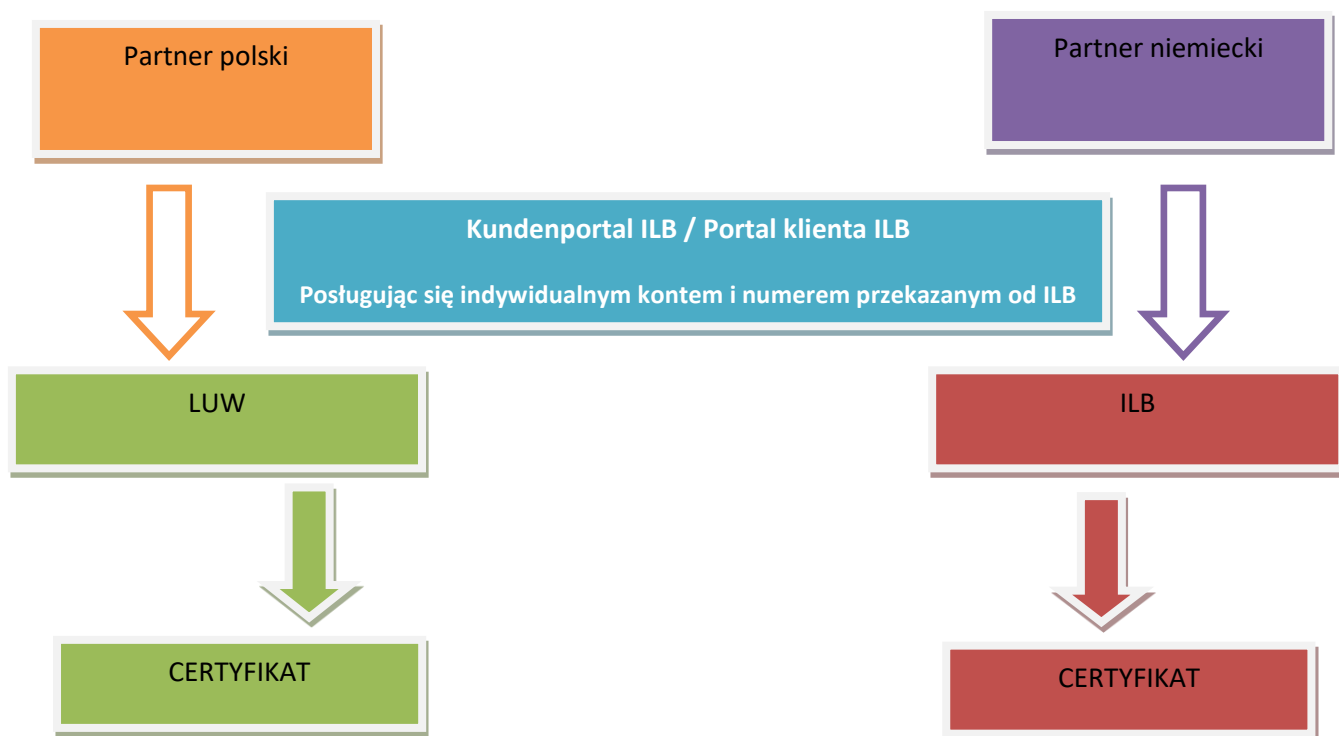 Partner polski
Partner niemiecki
Kundenportal ILB / Portal klienta ILB
Posługując się indywidualnym kontem i numerem przekazanym od ILB
LUW
ILB
CERTYFIKAT
CERTYFIKAT